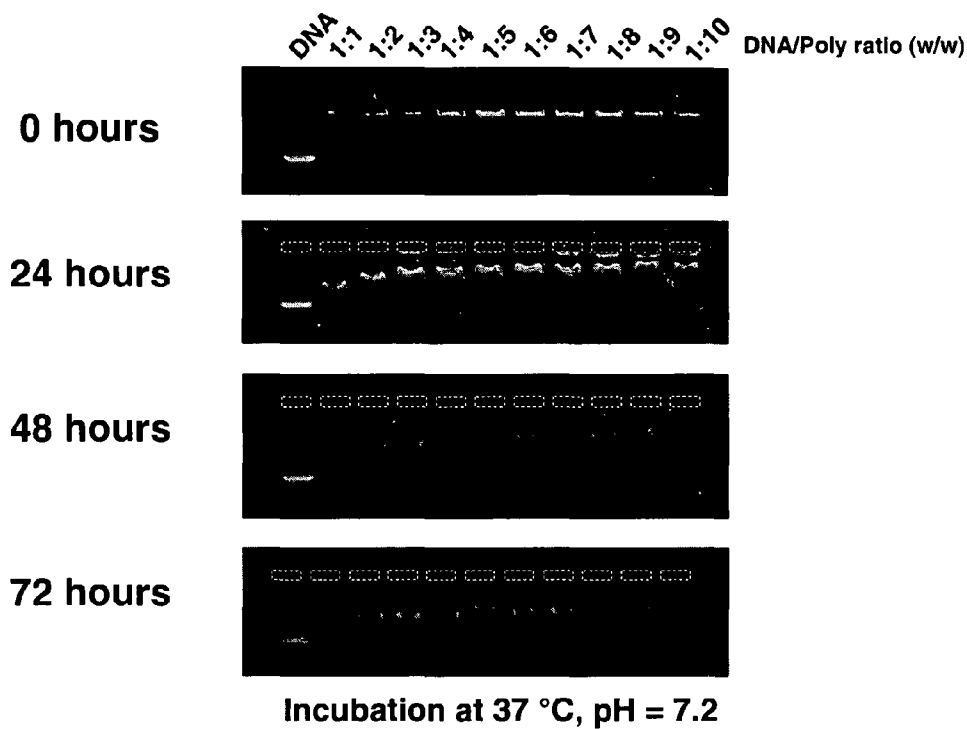 DNA 1:1 1:2 1:3 1:4 1:5 1:6 1:7 1:8 1:9 1:10 DNA/Poly ratio (w/w)
0 hours
24 hours
48 hours
72 hours
Incubation at 37 °C, pH = 7.2